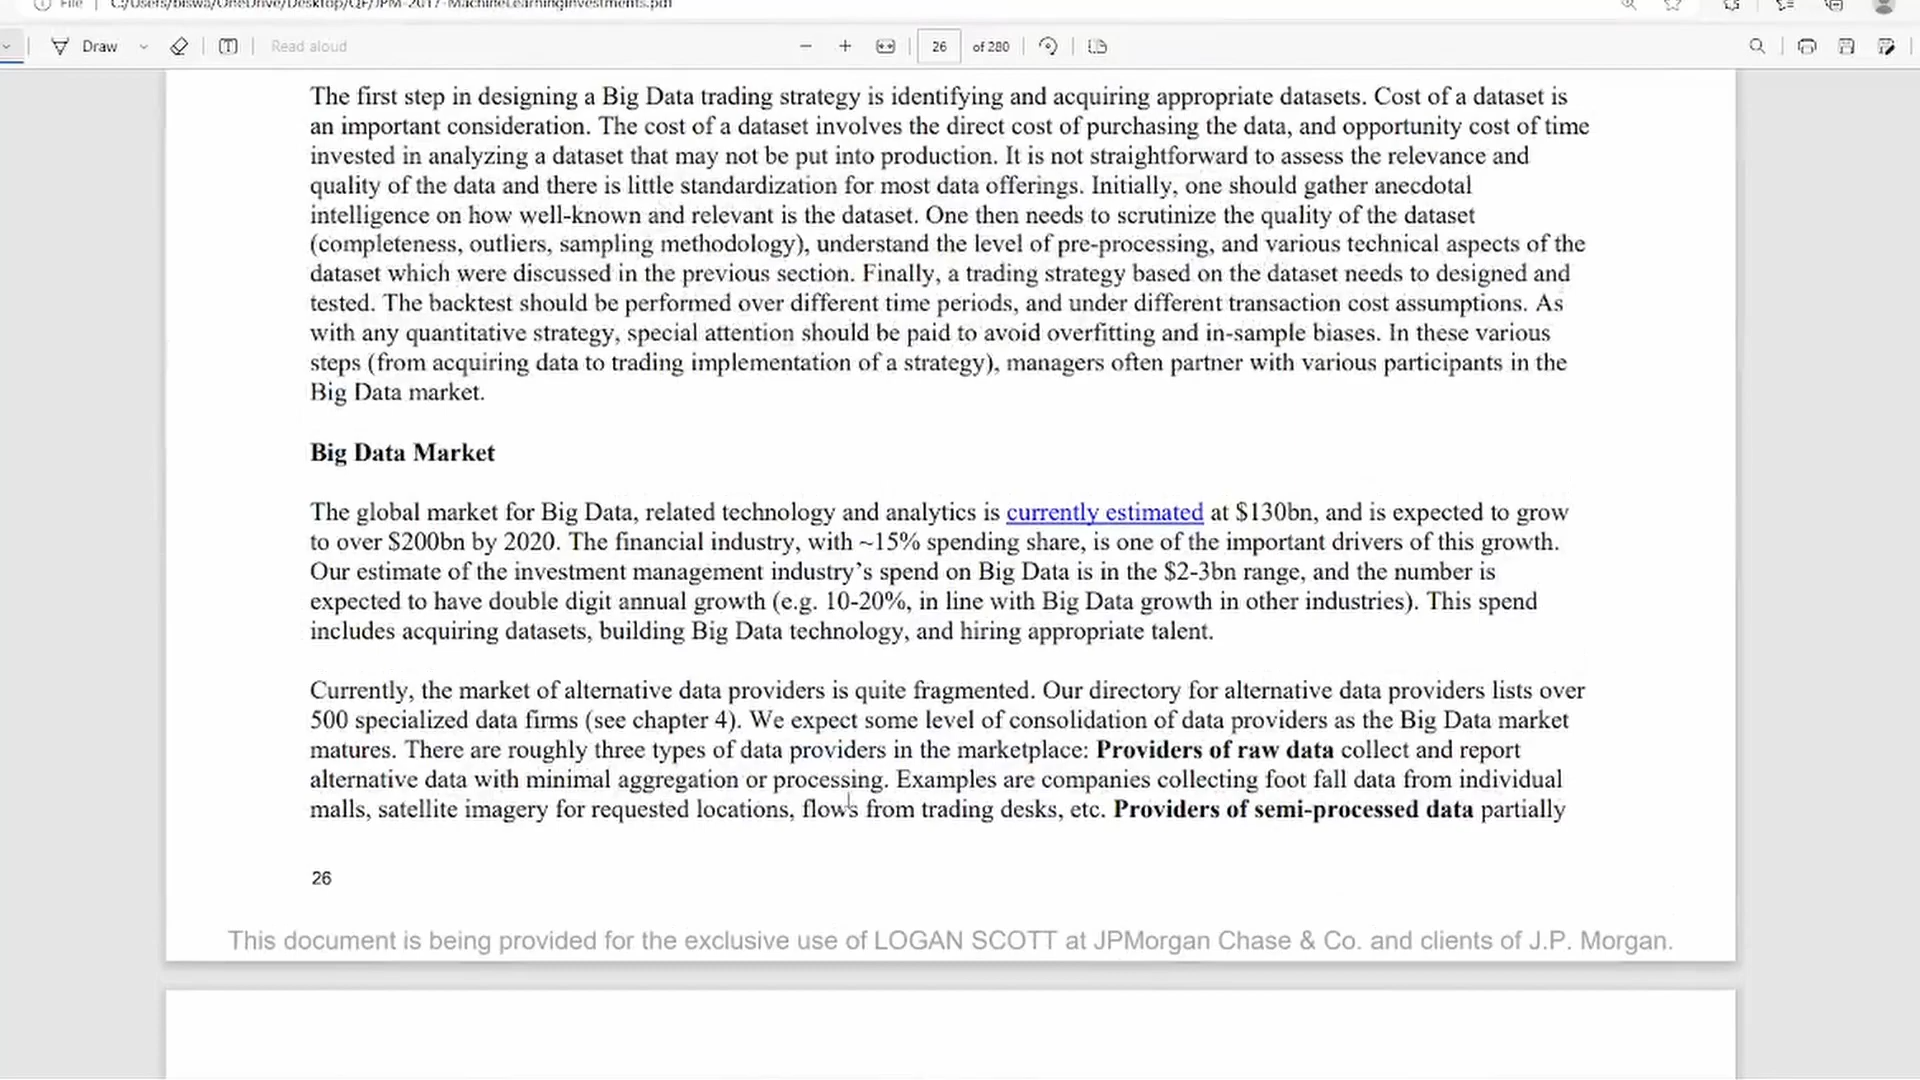 File C:/Users/biswa/OneDrive/Desktop/QF/JPM-2017-MachineLearningInvestments.pdf
Draw Read aloud 26 of 280
The first step in designing a Big Data trading strategy is identifying and acquiring appropriate datasets. Cost of a dataset is
an important consideration. The cost of a dataset involves the direct cost of purchasing the data, and opportunity cost of time
invested in analyzing a dataset that may not be put into production. It is not straightforward to assess the relevance and
quality of the data and there is little standardization for most data offerings. Initially, one should gather anecdotal
intelligence on how well-known and relevant is the dataset. One then needs to scrutinize the quality of the dataset
(completeness, outliers, sampling methodology), understand the level of pre-processing, and various technical aspects of the
dataset which were discussed in the previous section. Finally, a trading strategy based on the dataset needs to designed and
tested. The backtest should be performed over different time periods, and under different transaction cost assumptions. As
with any quantitative strategy, special attention should be paid to avoid overfitting and in-sample biases. In these various
steps (from acquiring data to trading implementation of a strategy), managers often partner with various participants in the
Big Data market.
Big Data Market
The global market for Big Data, related technology and analytics is currently estimated at $130bn, and is expected to grow
to over $200bn by 2020. The financial industry, with ~15% spending share, is one of the important drivers of this growth.
Our estimate of the investment management industry’s spend on Big Data is in the $2-3bn range, and the number is
expected to have double digit annual growth (e.g. 10-20%, in line with Big Data growth in other industries). This spend
includes acquiring datasets, building Big Data technology, and hiring appropriate talent.
Currently, the market of alternative data providers is quite fragmented. Our directory for alternative data providers lists over
500 specialized data firms (see chapter 4). We expect some level of consolidation of data providers as the Big Data market
matures. There are roughly three types of data providers in the marketplace: Providers of raw data collect and report
alternative data with minimal aggregation or processing. Examples are companies collecting foot fall data from individual
malls, satellite imagery for requested locations, flows from trading desks, etc. Providers of semi-processed data partially
26
This document is being provided for the exclusive use of LOGAN SCOTT at JPMorgan Chase & Co. and clients of J.P. Morgan.